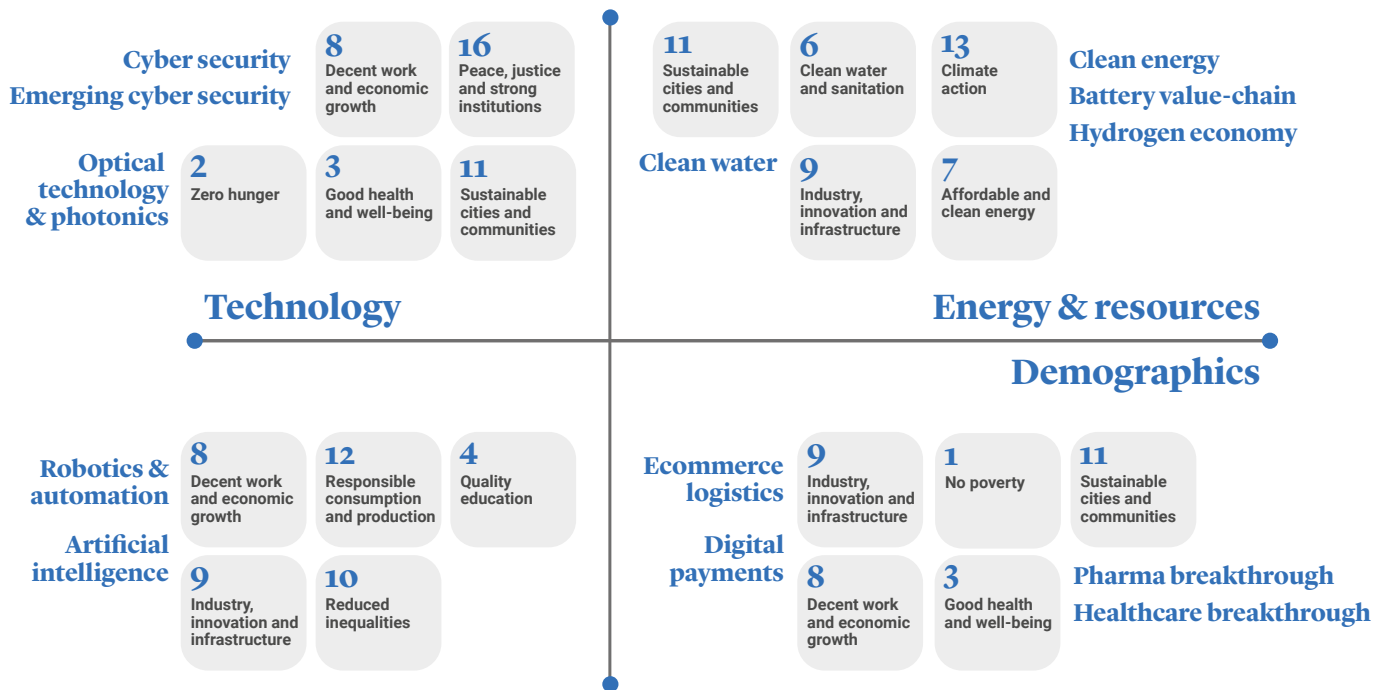 Cyber security
Emerging cyber security
8
Decent work
and economic
growth
16
Peace, justice
and strong
institutions
Optical
technology
& photonics
2
Zero hunger
3
Good health
and well-being
11
Sustainable
cities and
communities
11
Sustainable
cities and
communities
6
Clean water
and sanitation
13
Climate
action
Clean energy
Battery value-chain
Hydrogen economy
Clean water
9
Industry,
innovation and
infrastructure
7
Affordable and
clean energy
Technology
Energy & resources
Demographics
Robotics &
automation
8
Decent work
and economic
growth
12
Responsible
consumption
and production
4
Quality
education
Artificial
intelligence
9
Industry,
innovation and
infrastructure
10
Reduced
inequalities
Ecommerce
logistics
9
Industry,
innovation and
infrastructure
1
No poverty
11
Sustainable
cities and
communities
Digital
payments
8
Decent work
and economic
growth
3
Good health
and well-being
Pharma breakthrough
Healthcare breakthrough